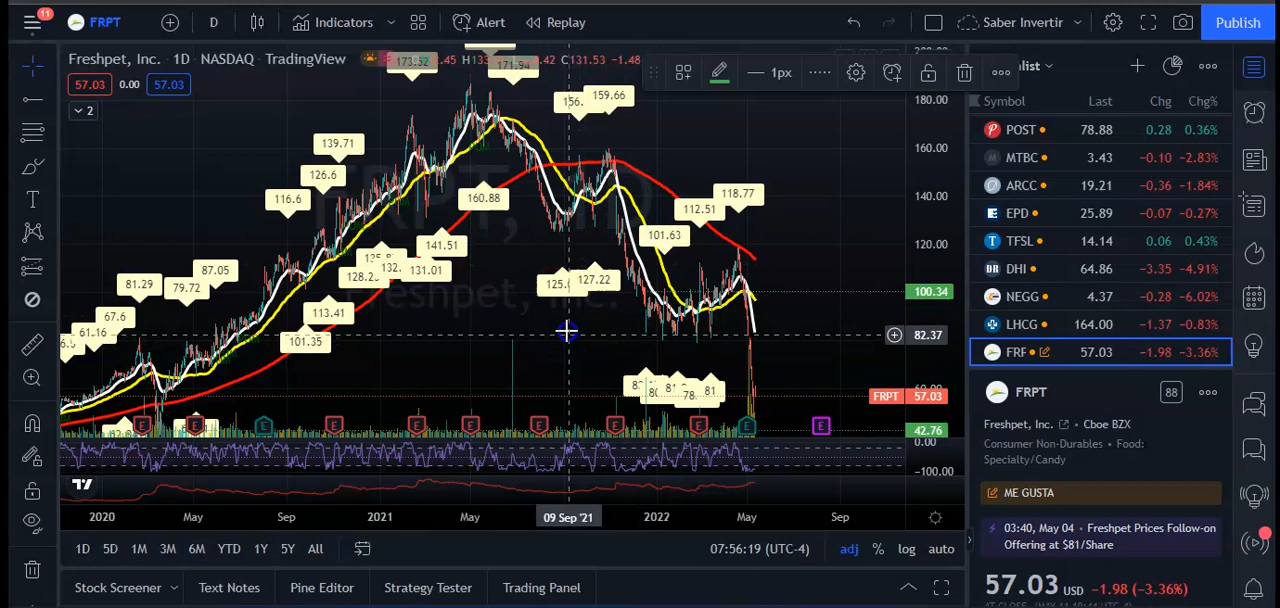 11
FRPT
D
Indicators
Alert
Replay
Saber Invertir
Publish
Freshpet, Inc. · 1D · NASDAQ
TradingView
C131.53 −1.48
57.03
0.00
57.03
2
1px
173.52
171.94
159.66
139.71
126.6
116.6
160.88
118.77
112.51
101.63
141.51
131.01
127.22
113.41
101.35
87.05
81.29
79.72
67.6
61.16
180.00
160.00
140.00
120.00
100.34
82.37
FRPT 57.03
42.76
0.00
−100.00
E E E E E E E E E E
2020 May Sep 2021 May 09 Sep '21 2022 May Sep
1D 5D 1M 3M 6M YTD 1Y 5Y All
07:56:19 (UTC-4)
adj % log auto
Stock Screener Text Notes Pine Editor Strategy Tester Trading Panel
Symbol Last Chg Chg%
POST 78.88 0.28 0.36%
MTBC 3.43 −0.10 −2.83%
ARCC 19.21 −0.36 −1.84%
EPD 25.89 −0.07 −0.27%
TFSL 14.14 0.06 0.43%
DHI 64.86 −3.35 −4.91%
NEGG 4.37 −0.28 −6.02%
LHCG 164.00 −1.37 −0.83%
FRP 57.03 −1.98 −3.36%
FRPT
88
Freshpet, Inc. · Cboe BZX
Consumer Non-Durables · Food:
Specialty/Candy
ME GUSTA
03:40, May 04 · Freshpet Prices Follow-on
Offering at $81/Share
57.03 USD −1.98 (−3.36%)